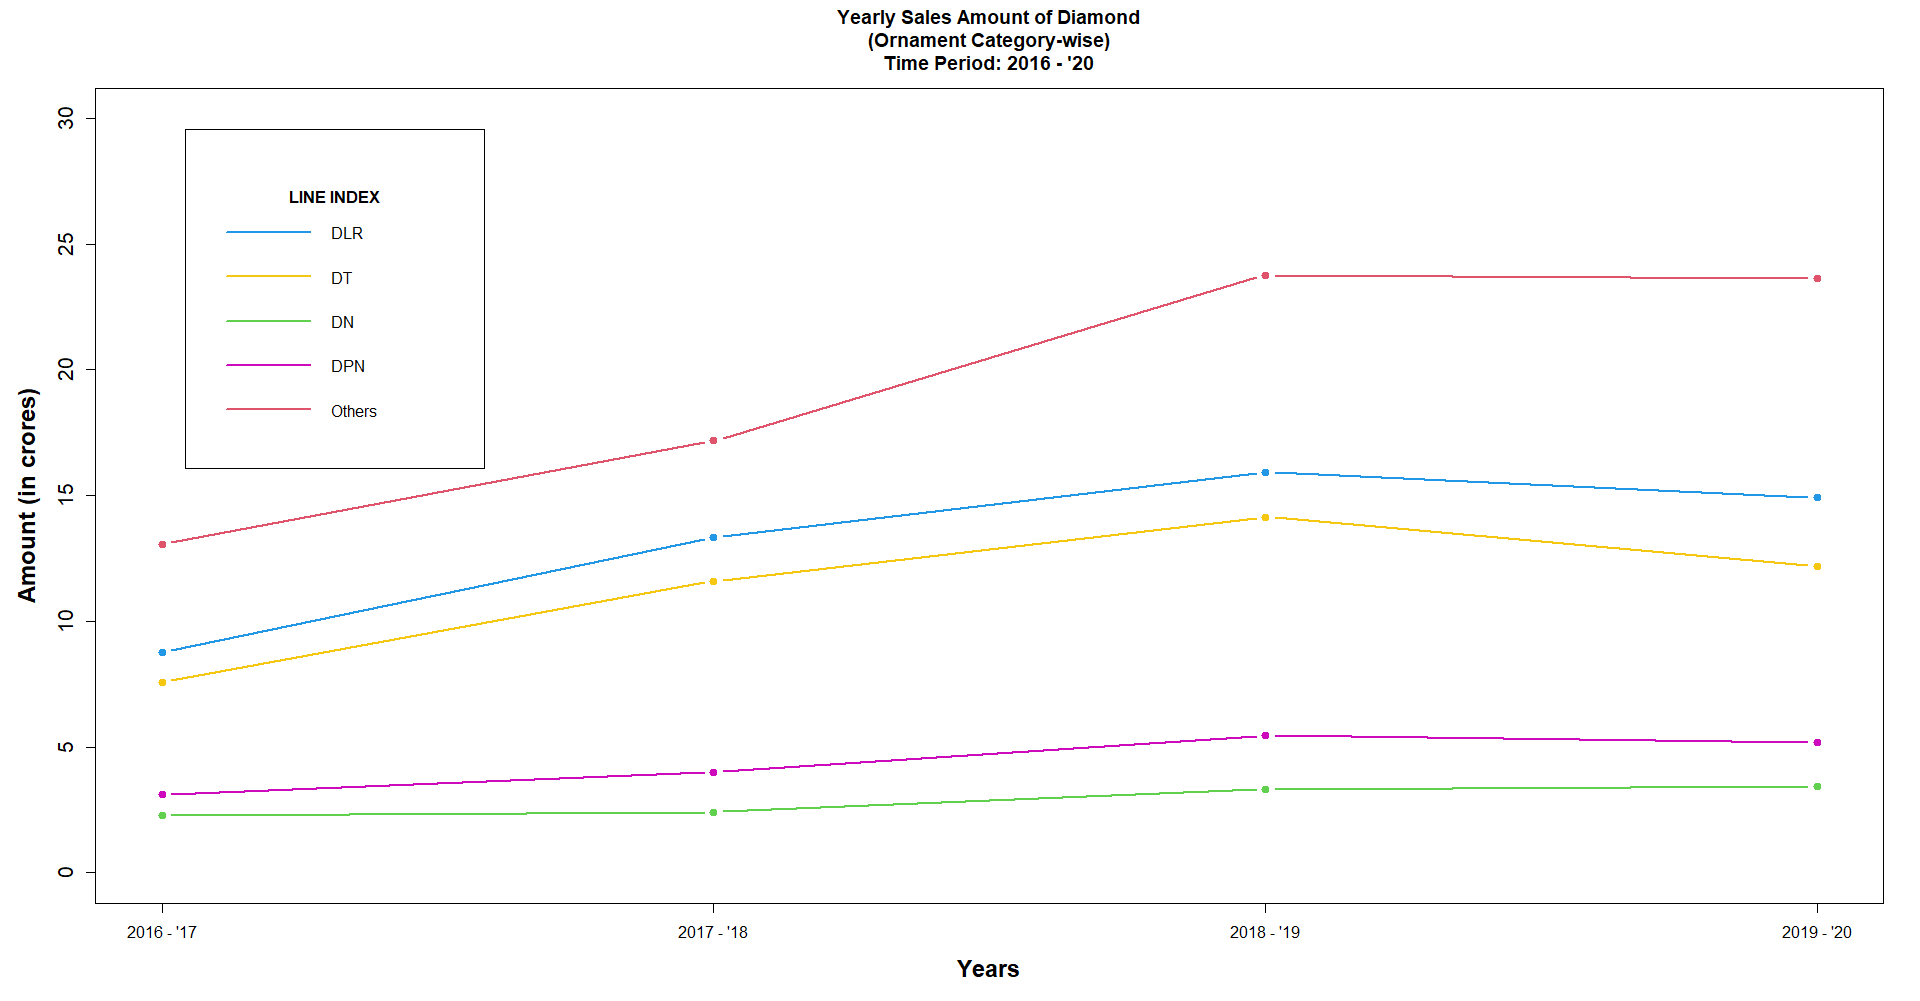 Yearly Sales Amount of Diamond
(Ornament Category-wise)
Time Period: 2016 - '20
30
25
20
15
10
5
0
Amount (in crores)
LINE INDEX
DLR
DT
DN
DPN
Others
2016 - '17
2017 - '18
2018 - '19
2019 - '20
Years